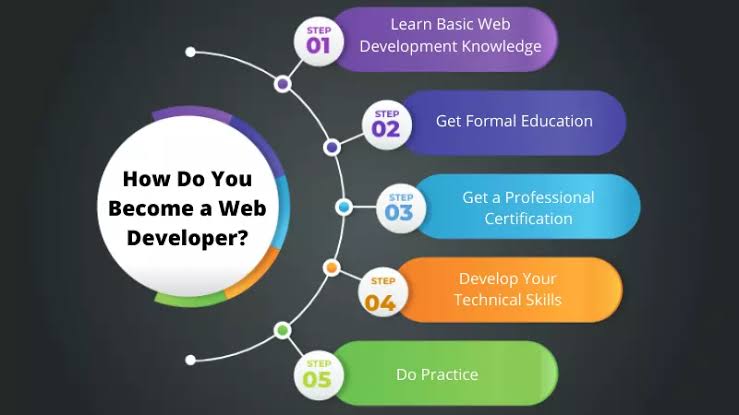 How Do You
Become a Web
Developer?
STEP
01
Learn Basic Web
Development Knowledge
STEP
02
Get Formal Education
STEP
03
Get a Professional
Certification
STEP
04
Develop Your
Technical Skills
STEP
05
Do Practice